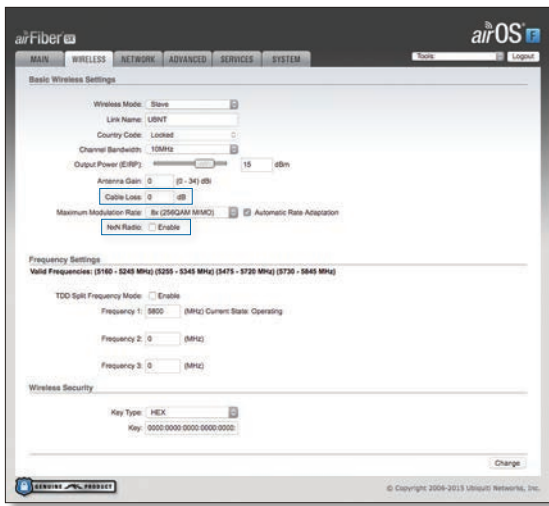 airFiber 5X
airOS F
MAIN WIRELESS NETWORK ADVANCED SERVICES SYSTEM Tools: Logout
Basic Wireless Settings
Wireless Mode: Slave
Link Name: UBNT
Country Code: Locked
Channel Bandwidth: 10MHz
Output Power (EIRP): 15 dBm
Antenna Gain: 0 (0 - 34) dBi
Cable Loss: 0 dB
Maximum Modulation Rate: 8x (256QAM MIMO) Automatic Rate Adaptation
NxN Radio: Enable
Frequency Settings
Valid Frequencies: (5160 - 5245 MHz) (5255 - 5345 MHz) (5475 - 5720 MHz) (5730 - 5845 MHz)
TDD Split Frequency Mode: Enable
Frequency 1: 5800 (MHz) Current State: Operating
Frequency 2: 0 (MHz)
Frequency 3: 0 (MHz)
Wireless Security
Key Type: HEX
Key: 0000:0000:0000:0000:0000:
Change
GENUINE PRODUCT
© Copyright 2006-2015 Ubiquiti Networks, Inc.